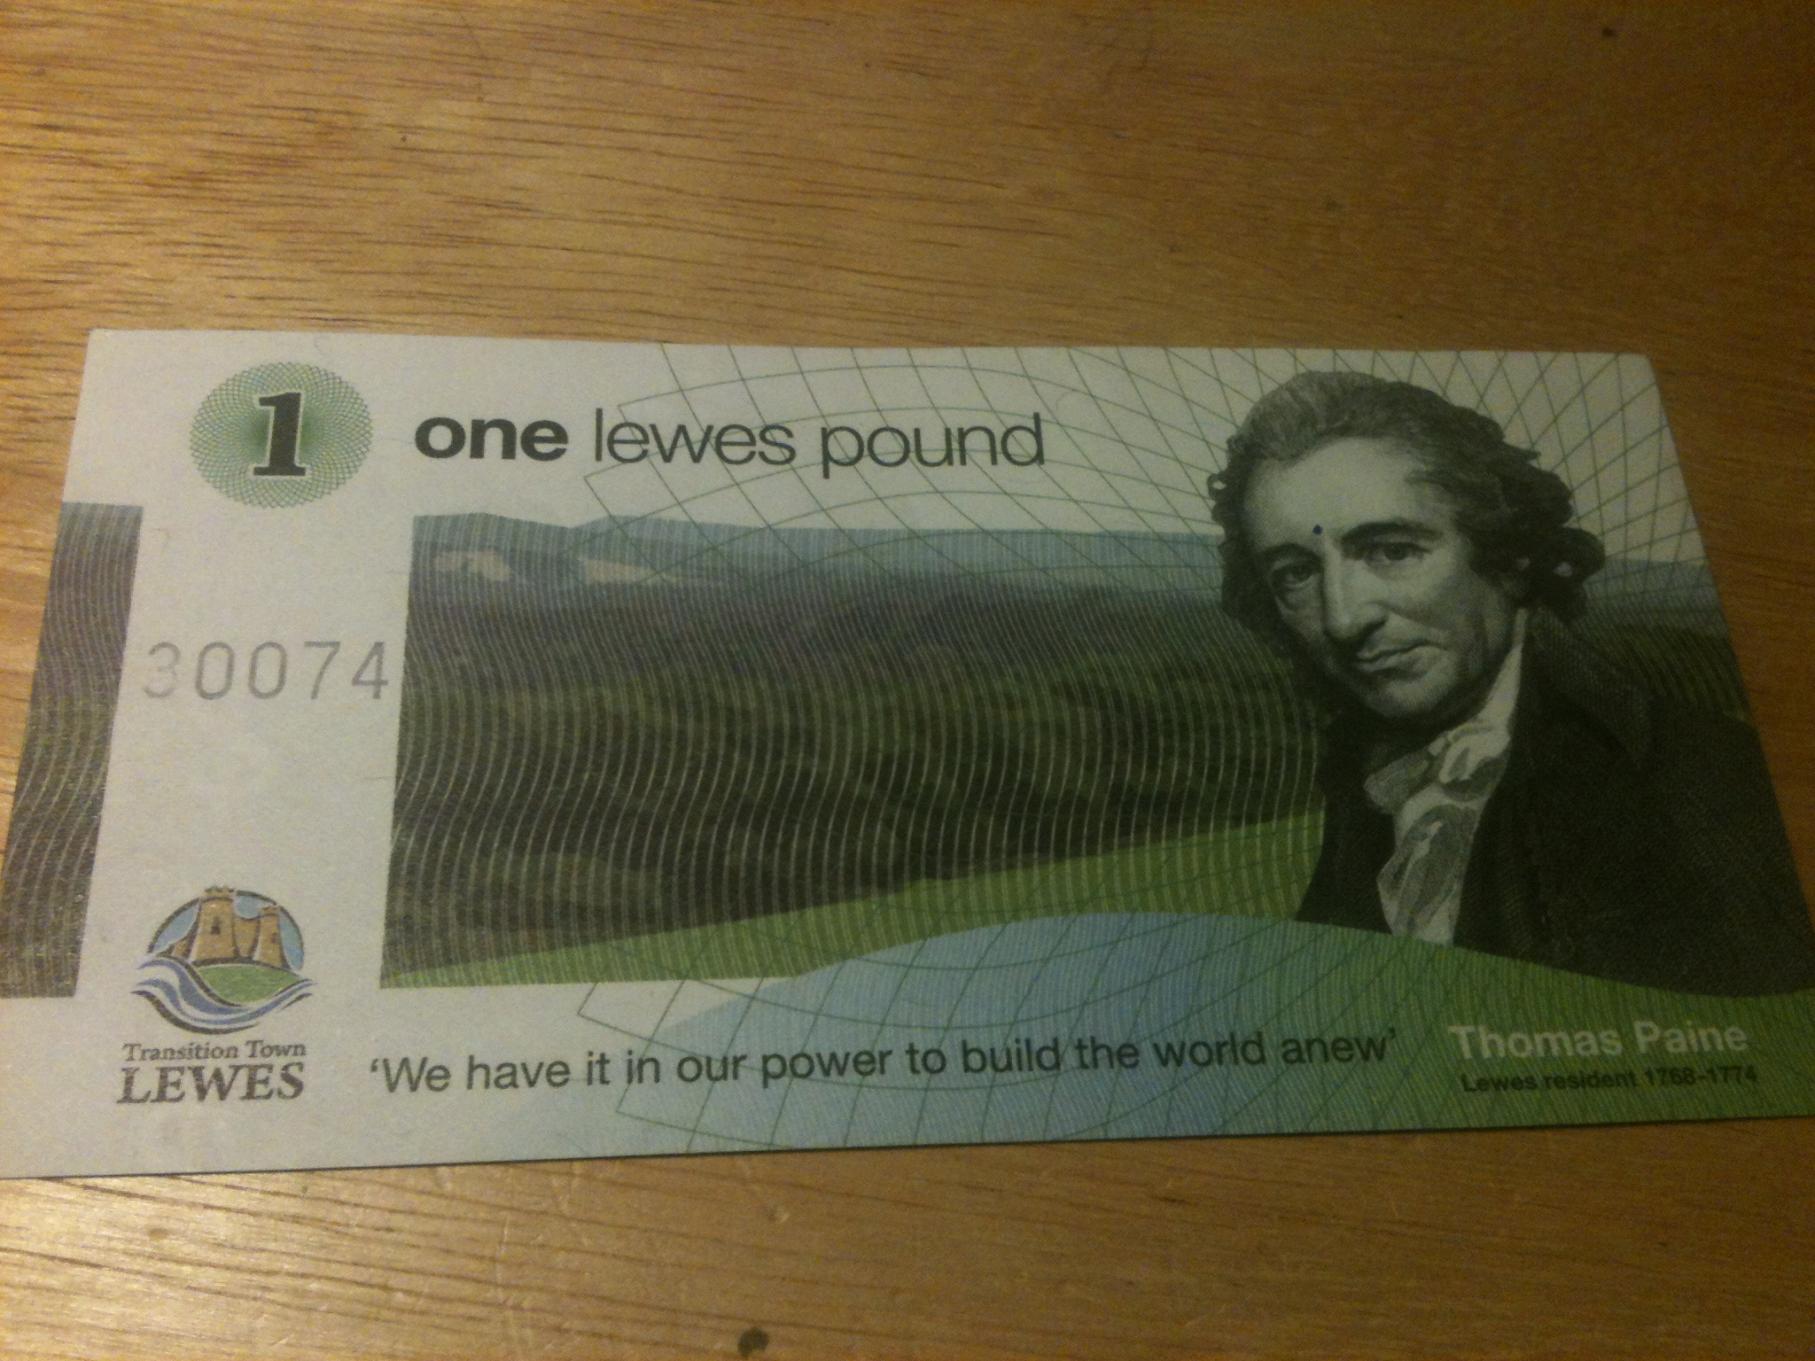 1
one lewes pound
30074
Transition Town
LEWES
'We have it in our power to build the world anew'
Thomas Paine
Lewes resident 1768-1774